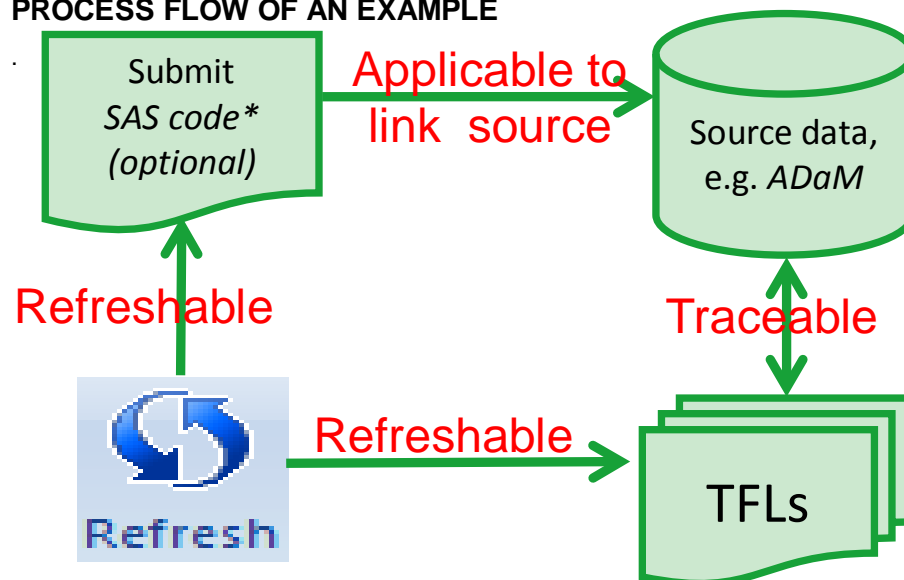 PROCESS FLOW OF AN EXAMPLE
.
Submit
SAS code*
(optional)
Applicable to
link source
Source data,
e.g. ADaM
Refreshable
Traceable
Refresh
Refreshable
TFLs